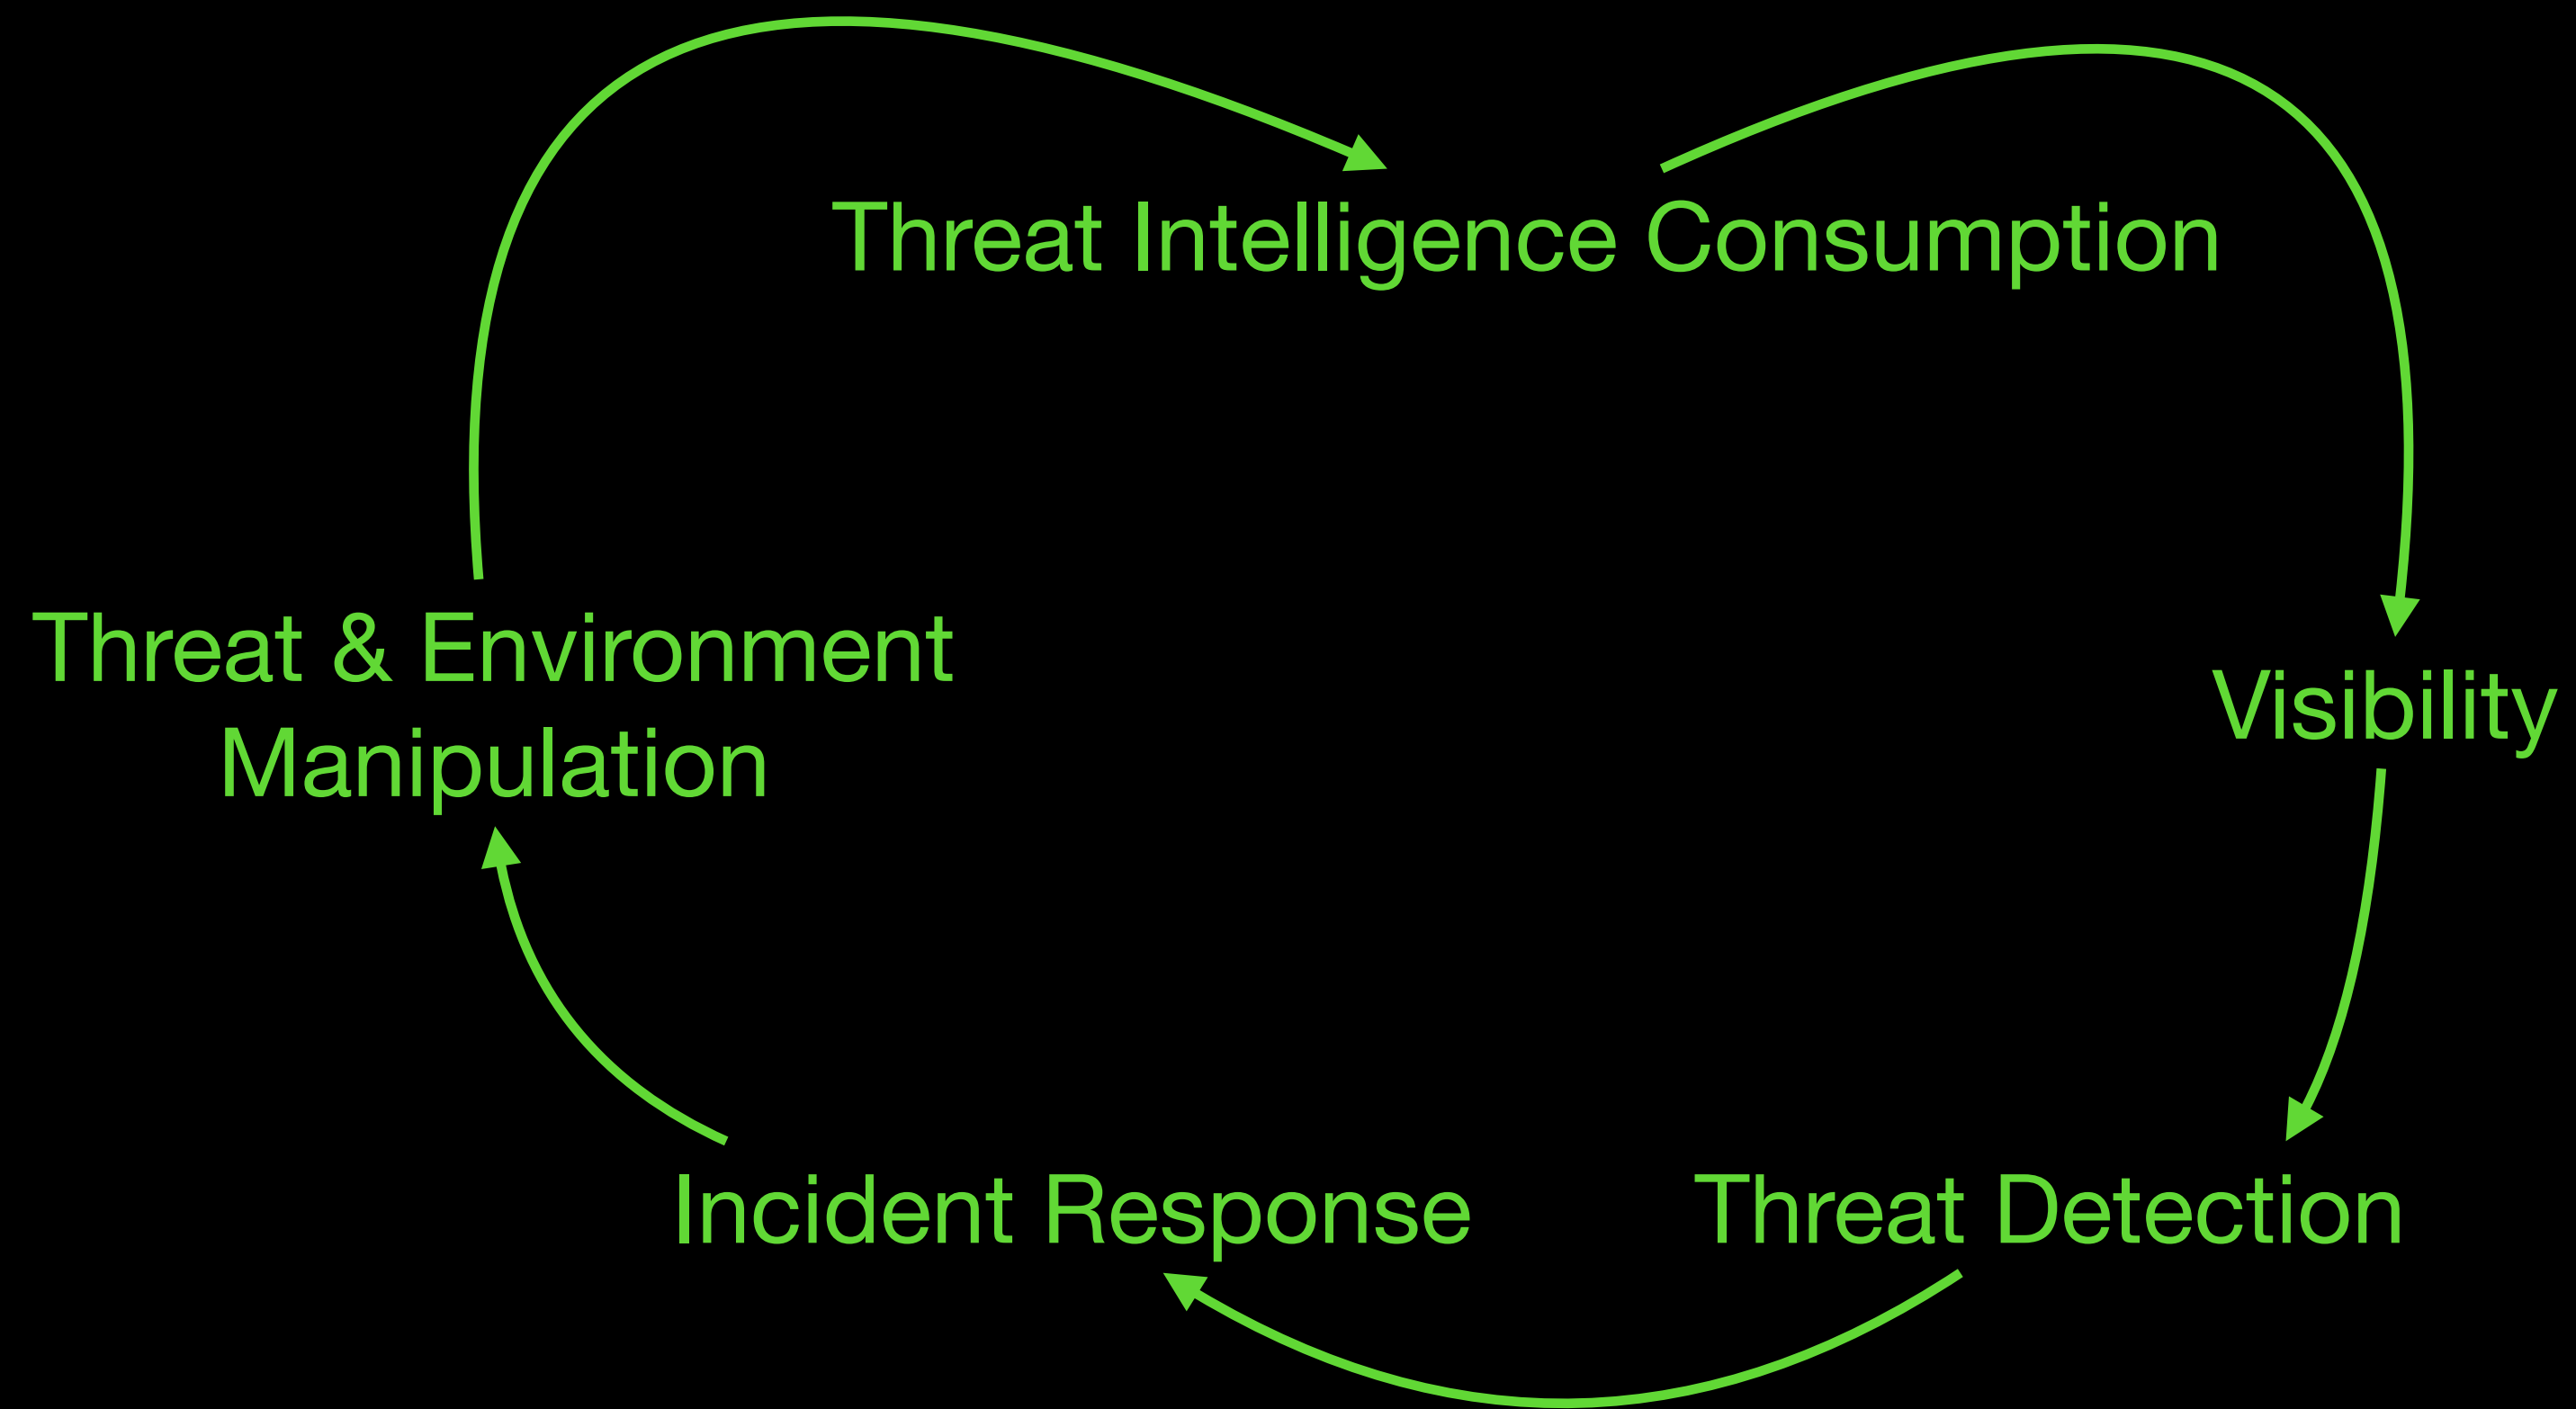 Threat Intelligence Consumption
Threat & Environment
Manipulation
Visibility
Incident Response
Threat Detection